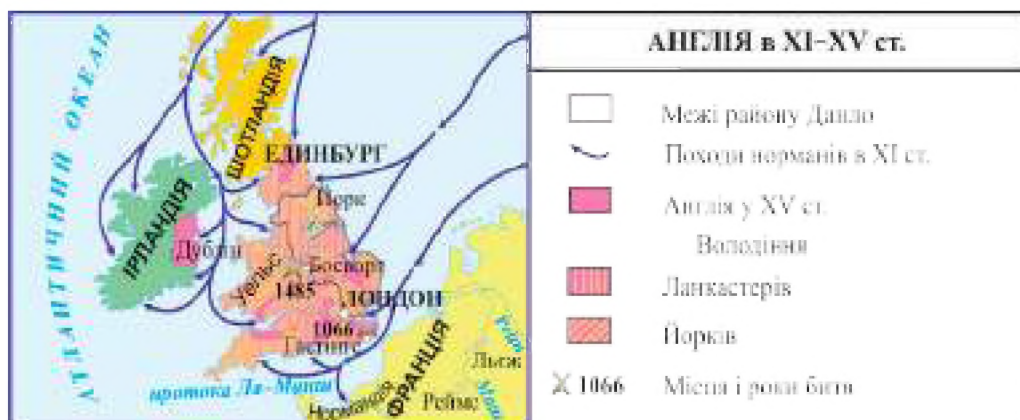 АТЛАНТИЧНИЙ ОКЕАН
ШОТЛАНДІЯ
ЕДИНБУРГ
Йорк
ІРЛАНДІЯ
Дублін
Уельс
Босворт
1485
ЛОНДОН
1066
Гастінгс
протока Ла-Манш
Нормандія
ФРАНЦІЯ
Реймс
Льєж
АНГЛІЯ в XI–XV ст.
Межі району Данло
Походи норманів в XI ст.
Англія у XV ст.
Володіння
Ланкастерів
Йорків
1066 Місця і роки битв